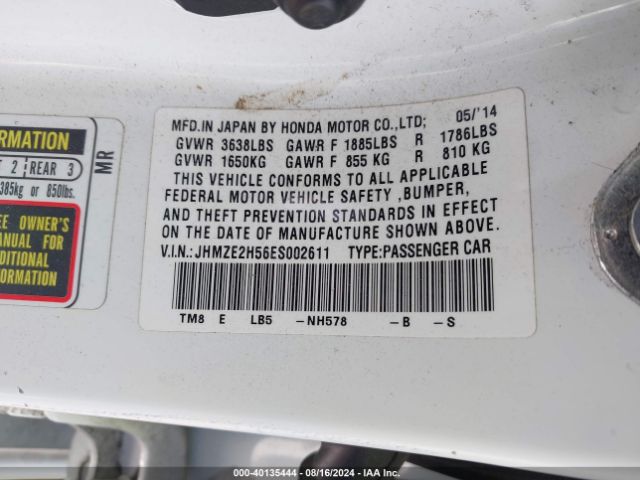 ORMATION
2 REAR 3
385kg or 850lbs.
EE OWNER'S
ANUAL FOR
DITIONAL
FORMATION
MR
MFD.IN JAPAN BY HONDA MOTOR CO.,LTD; 05/'14
GVWR 3638LBS GAWR F 1885LBS R 1786LBS
GVWR 1650KG GAWR F 855 KG R 810 KG
THIS VEHICLE CONFORMS TO ALL APPLICABLE
FEDERAL MOTOR VEHICLE SAFETY ,BUMPER,
AND THEFT PREVENTION STANDARDS IN EFFECT
ON THE DATE OF MANUFACTURE SHOWN ABOVE.
V.I.N.:JHMZE2H56ES002611 TYPE:PASSENGER CAR
TM8 E LB5 -NH578 -B -S
000-40135444 - 08/16/2024 - IAA Inc.